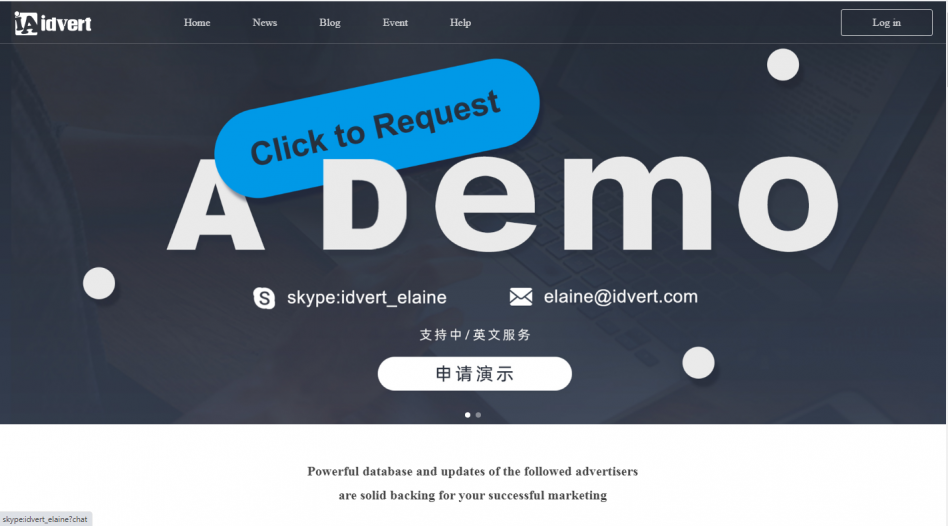 idvert
Home News Blog Event Help Log in
Click to Request
A Demo
skype:idvert_elaine elaine@idvert.com
支持中/英文服务
申请演示
Powerful database and updates of the followed advertisers
are solid backing for your successful marketing
skype:idvert_elaine?chat